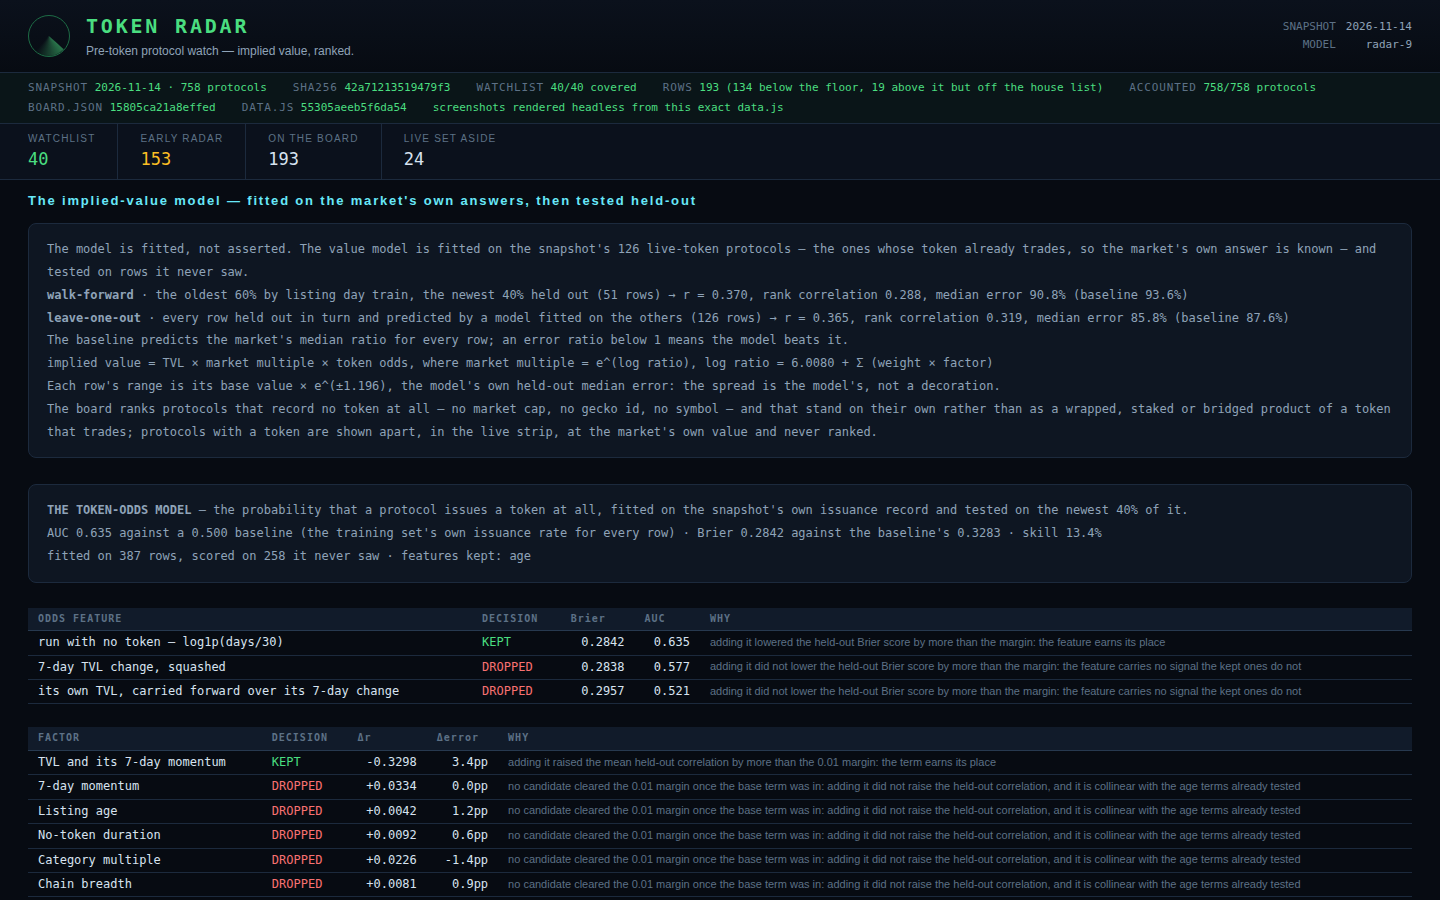 TOKEN RADAR
Pre-token protocol watch — implied value, ranked.
SNAPSHOT 2026-11-14
MODEL radar-9
SNAPSHOT 2026-11-14 · 758 protocols SHA256 42a71213519479f3 WATCHLIST 40/40 covered ROWS 193 (134 below the floor, 19 above it but off the house list) ACCOUNTED 758/758 protocols
BOARD.JSON 15805ca21a8effed DATA.JS 55305aeeb5f6da54 screenshots rendered headless from this exact data.js
WATCHLIST EARLY RADAR ON THE BOARD LIVE SET ASIDE
40 153 193 24
The implied-value model — fitted on the market's own answers, then tested held-out
The model is fitted, not asserted. The value model is fitted on the snapshot's 126 live-token protocols — the ones whose token already trades, so the market's own answer is known — and
tested on rows it never saw.
walk-forward · the oldest 60% by listing day train, the newest 40% held out (51 rows) → r = 0.370, rank correlation 0.288, median error 90.8% (baseline 93.6%)
leave-one-out · every row held out in turn and predicted by a model fitted on the others (126 rows) → r = 0.365, rank correlation 0.319, median error 85.8% (baseline 87.6%)
The baseline predicts the market's median ratio for every row; an error ratio below 1 means the model beats it.
implied value = TVL × market multiple × token odds, where market multiple = e^(log ratio), log ratio = 6.0080 + Σ (weight × factor)
Each row's range is its base value × e^(±1.196), the model's own held-out median error: the spread is the model's, not a decoration.
The board ranks protocols that record no token at all — no market cap, no gecko id, no symbol — and that stand on their own rather than as a wrapped, staked or bridged product of a token
that trades; protocols with a token are shown apart, in the live strip, at the market's own value and never ranked.
THE TOKEN-ODDS MODEL — the probability that a protocol issues a token at all, fitted on the snapshot's own issuance record and tested on the newest 40% of it.
AUC 0.635 against a 0.500 baseline (the training set's own issuance rate for every row) · Brier 0.2842 against the baseline's 0.3283 · skill 13.4%
fitted on 387 rows, scored on 258 it never saw · features kept: age
ODDS FEATURE DECISION Brier AUC WHY
run with no token — log1p(days/30) KEPT 0.2842 0.635 adding it lowered the held-out Brier score by more than the margin: the feature earns its place
7-day TVL change, squashed DROPPED 0.2838 0.577 adding it did not lower the held-out Brier score by more than the margin: the feature carries no signal the kept ones do not
its own TVL, carried forward over its 7-day change DROPPED 0.2957 0.521 adding it did not lower the held-out Brier score by more than the margin: the feature carries no signal the kept ones do not
FACTOR DECISION Δr Δerror WHY
TVL and its 7-day momentum KEPT -0.3298 3.4pp adding it raised the mean held-out correlation by more than the 0.01 margin: the term earns its place
7-day momentum DROPPED +0.0334 0.0pp no candidate cleared the 0.01 margin once the base term was in: adding it did not raise the held-out correlation, and it is collinear with the age terms already tested
Listing age DROPPED +0.0042 1.2pp no candidate cleared the 0.01 margin once the base term was in: adding it did not raise the held-out correlation, and it is collinear with the age terms already tested
No-token duration DROPPED +0.0092 0.6pp no candidate cleared the 0.01 margin once the base term was in: adding it did not raise the held-out correlation, and it is collinear with the age terms already tested
Category multiple DROPPED +0.0226 -1.4pp no candidate cleared the 0.01 margin once the base term was in: adding it did not raise the held-out correlation, and it is collinear with the age terms already tested
Chain breadth DROPPED +0.0081 0.9pp no candidate cleared the 0.01 margin once the base term was in: adding it did not raise the held-out correlation, and it is collinear with the age terms already tested